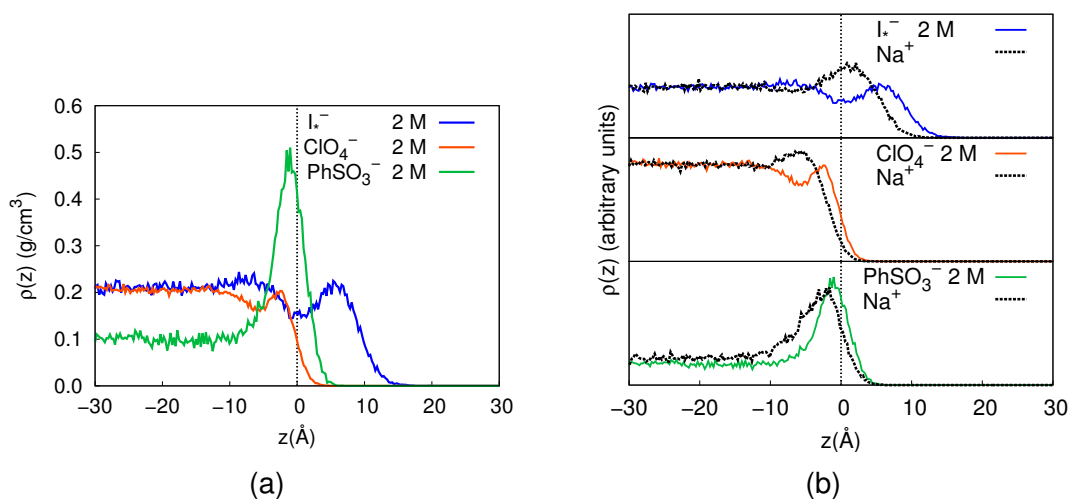 0.6
0.5
0.4
0.3
0.2
0.1
0.0
ρ(z) (g/cm³)
I*⁻ 2 M
ClO₄⁻ 2 M
PhSO₃⁻ 2 M
−30 −20 −10 0 10 20 30
z(Å)
(a)
ρ(z) (arbitrary units)
I*⁻ 2 M
Na⁺
ClO₄⁻ 2 M
Na⁺
PhSO₃⁻ 2 M
Na⁺
−30 −20 −10 0 10 20 30
z(Å)
(b)